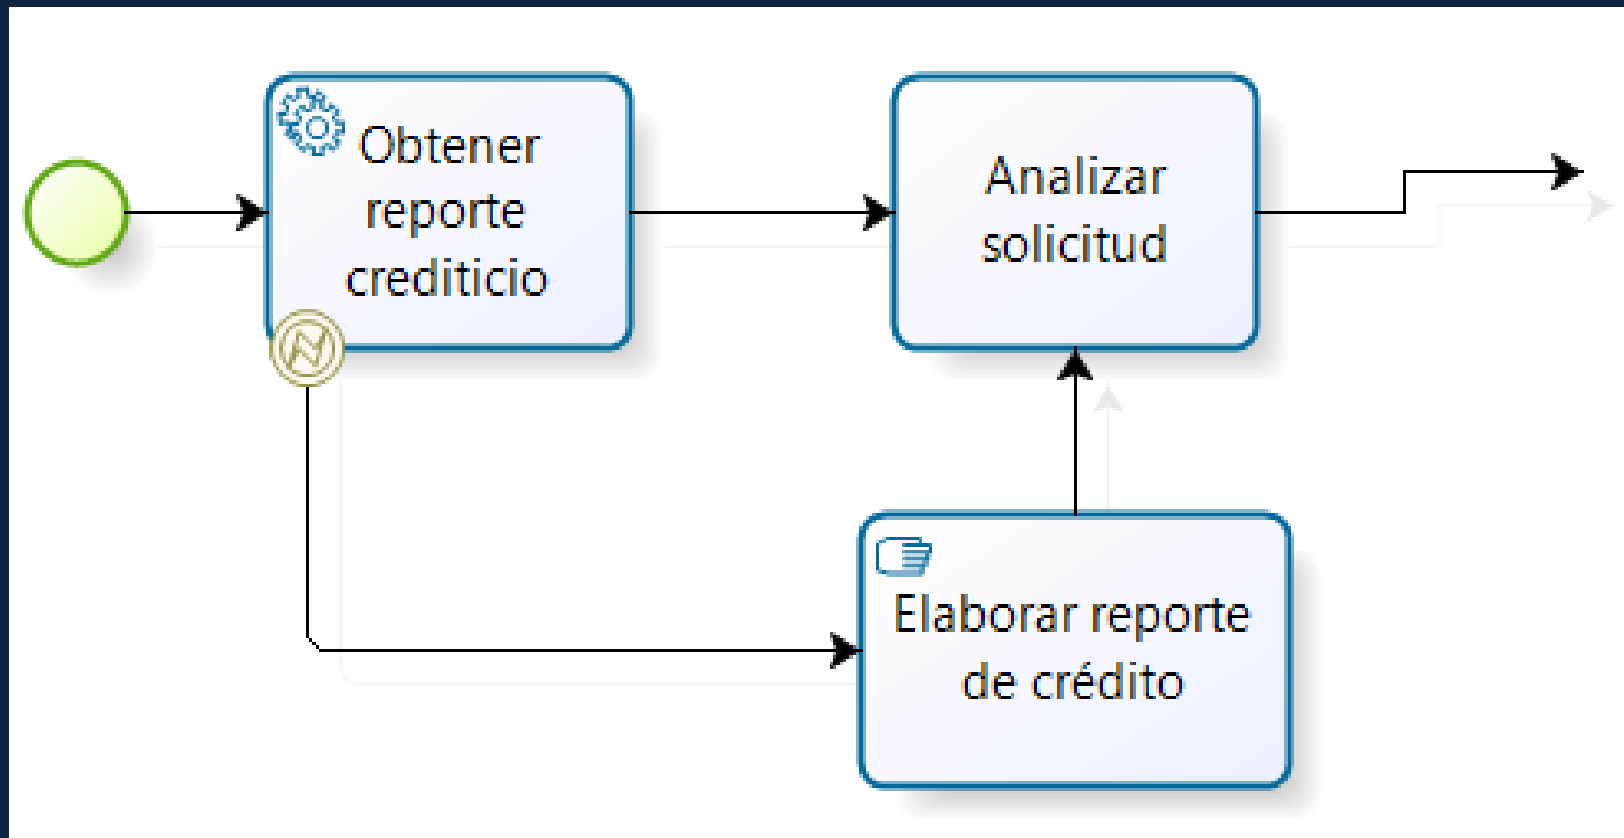 Obtener
reporte
crediticio
Analizar
solicitud
Elaborar reporte
de crédito